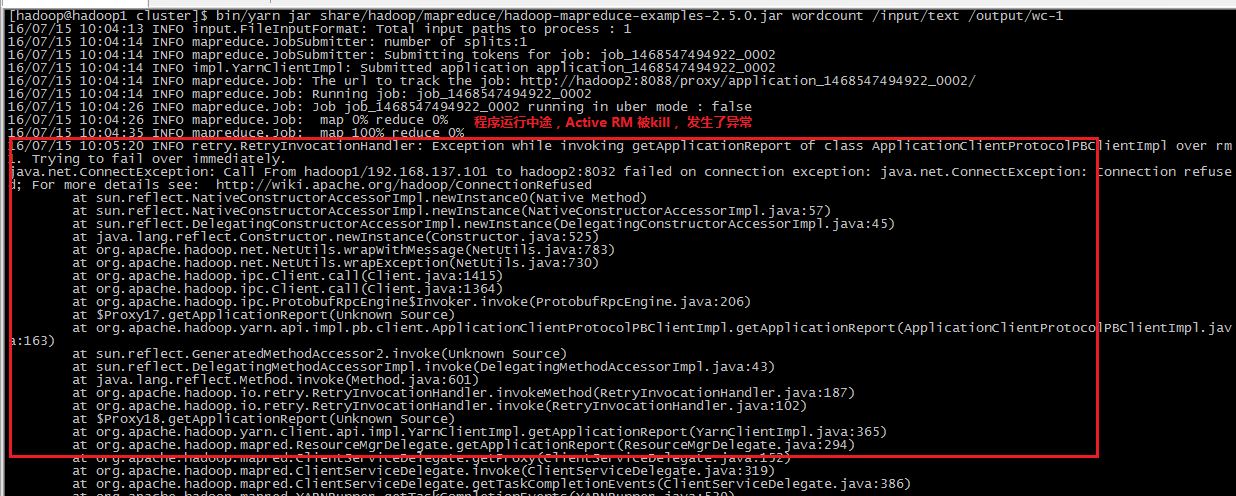 [hadoop@hadoop1 cluster]$ bin/yarn jar share/hadoop/mapreduce/hadoop-mapreduce-examples-2.5.0.jar wordcount /input/text /output/wc-1
16/07/15 10:04:13 INFO input.FileInputFormat: Total input paths to process : 1
16/07/15 10:04:14 INFO mapreduce.JobSubmitter: number of splits:1
16/07/15 10:04:14 INFO mapreduce.JobSubmitter: Submitting tokens for job: job_1468547494922_0002
16/07/15 10:04:14 INFO impl.YarnClientImpl: Submitted application application_1468547494922_0002
16/07/15 10:04:14 INFO mapreduce.Job: The url to track the job: http://hadoop2:8088/proxy/application_1468547494922_0002/
16/07/15 10:04:14 INFO mapreduce.Job: Running job: job_1468547494922_0002
16/07/15 10:04:26 INFO mapreduce.Job: Job job_1468547494922_0002 running in uber mode : false
16/07/15 10:04:26 INFO mapreduce.Job:  map 0% reduce 0% 程序运行中途，Active RM 被kill， 发生了异常
16/07/15 10:04:35 INFO mapreduce.Job:  map 100% reduce 0%
16/07/15 10:05:20 INFO retry.RetryInvocationHandler: Exception while invoking getApplicationReport of class ApplicationClientProtocolPBClientImpl over rm
1. Trying to fail over immediately.
java.net.ConnectException: Call From hadoop1/192.168.137.101 to hadoop2:8032 failed on connection exception: java.net.ConnectException: Connection refuse
d; For more details see:  http://wiki.apache.org/hadoop/ConnectionRefused
at sun.reflect.NativeConstructorAccessorImpl.newInstance0(Native Method)
at sun.reflect.NativeConstructorAccessorImpl.newInstance(NativeConstructorAccessorImpl.java:57)
at sun.reflect.DelegatingConstructorAccessorImpl.newInstance(DelegatingConstructorAccessorImpl.java:45)
at java.lang.reflect.Constructor.newInstance(Constructor.java:525)
at org.apache.hadoop.net.NetUtils.wrapWithMessage(NetUtils.java:783)
at org.apache.hadoop.net.NetUtils.wrapException(NetUtils.java:730)
at org.apache.hadoop.ipc.Client.call(Client.java:1415)
at org.apache.hadoop.ipc.Client.call(Client.java:1364)
at org.apache.hadoop.ipc.ProtobufRpcEngine$Invoker.invoke(ProtobufRpcEngine.java:206)
at $Proxy17.getApplicationReport(Unknown Source)
at org.apache.hadoop.yarn.api.impl.pb.client.ApplicationClientProtocolPBClientImpl.getApplicationReport(ApplicationClientProtocolPBClientImpl.jav
a:163)
at sun.reflect.GeneratedMethodAccessor2.invoke(Unknown Source)
at sun.reflect.DelegatingMethodAccessorImpl.invoke(DelegatingMethodAccessorImpl.java:43)
at java.lang.reflect.Method.invoke(Method.java:601)
at org.apache.hadoop.io.retry.RetryInvocationHandler.invokeMethod(RetryInvocationHandler.java:187)
at org.apache.hadoop.io.retry.RetryInvocationHandler.invoke(RetryInvocationHandler.java:102)
at $Proxy18.getApplicationReport(Unknown Source)
at org.apache.hadoop.yarn.client.api.impl.YarnClientImpl.getApplicationReport(YarnClientImpl.java:365)
at org.apache.hadoop.mapred.ResourceMgrDelegate.getApplicationReport(ResourceMgrDelegate.java:294)
at org.apache.hadoop.mapred.ClientServiceDelegate.getProxy(ClientServiceDelegate.java:152)
at org.apache.hadoop.mapred.ClientServiceDelegate.invoke(ClientServiceDelegate.java:319)
at org.apache.hadoop.mapred.ClientServiceDelegate.getTaskCompletionEvents(ClientServiceDelegate.java:386)
at org.apache.hadoop.mapred.YARNRunner.getTaskCompletionEvents(YARNRunner.java:539)